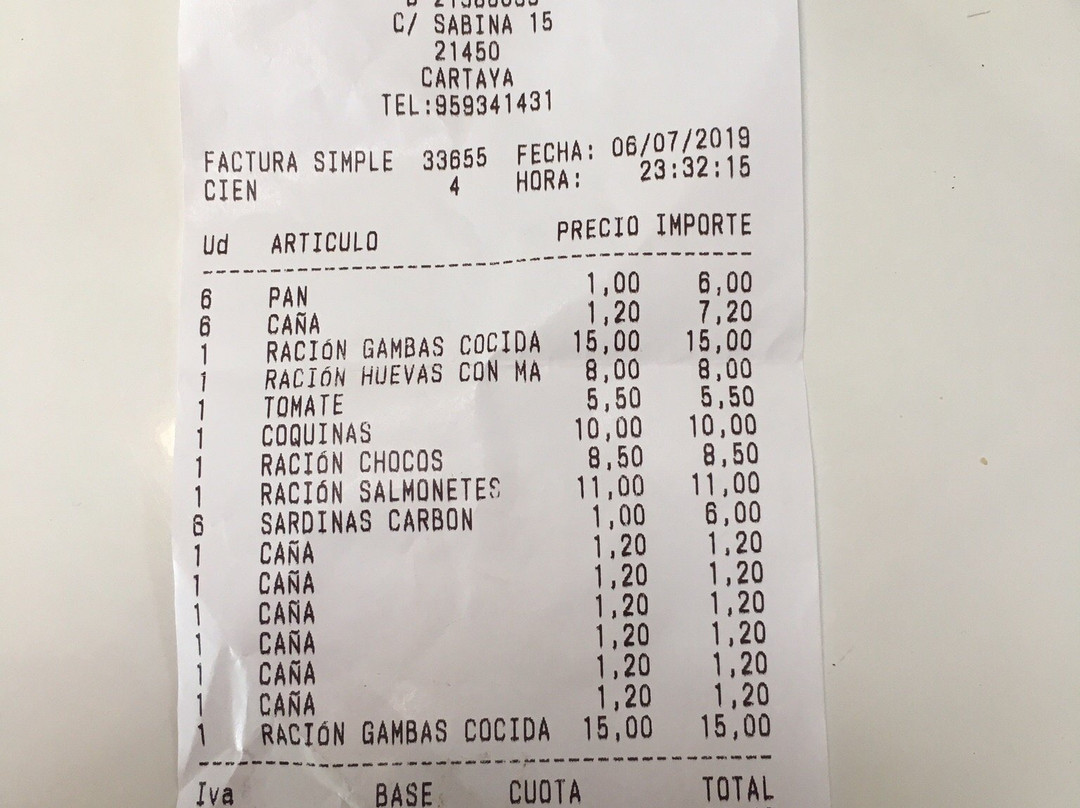 C/ SABINA 15
21450
CARTAYA
TEL:959341431
FACTURA SIMPLE 33655 FECHA: 06/07/2019
CIEN 4 HORA: 23:32:15
Ud ARTICULO PRECIO IMPORTE
6 PAN 1,00 6,00
6 CAÑA 1,20 7,20
1 RACIÓN GAMBAS COCIDA 15,00 15,00
1 RACIÓN HUEVAS CON MA 8,00 8,00
1 TOMATE 5,50 5,50
1 COQUINAS 10,00 10,00
1 RACIÓN CHOCOS 8,50 8,50
1 RACIÓN SALMONETES 11,00 11,00
6 SARDINAS CARBON 1,00 6,00
1 CAÑA 1,20 1,20
1 CAÑA 1,20 1,20
1 CAÑA 1,20 1,20
1 CAÑA 1,20 1,20
1 CAÑA 1,20 1,20
1 CAÑA 1,20 1,20
1 RACIÓN GAMBAS COCIDA 15,00 15,00
Iva BASE CUOTA TOTAL